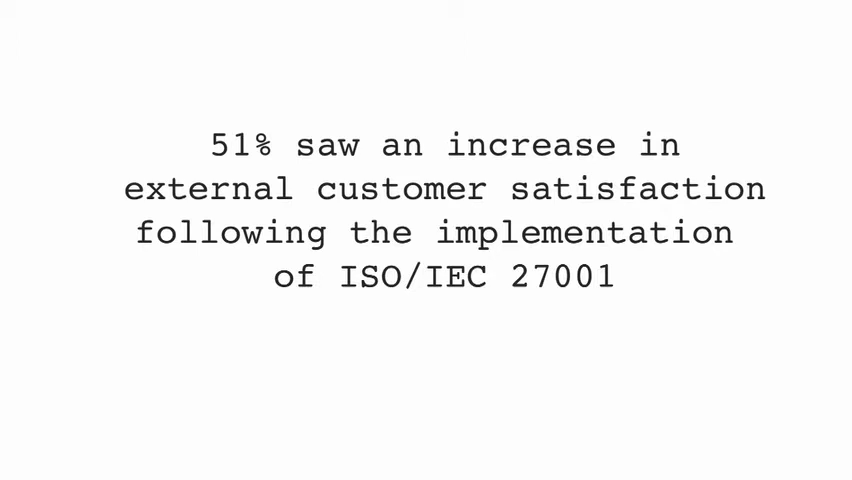 51% saw an increase in
external customer satisfaction
following the implementation
of ISO/IEC 27001